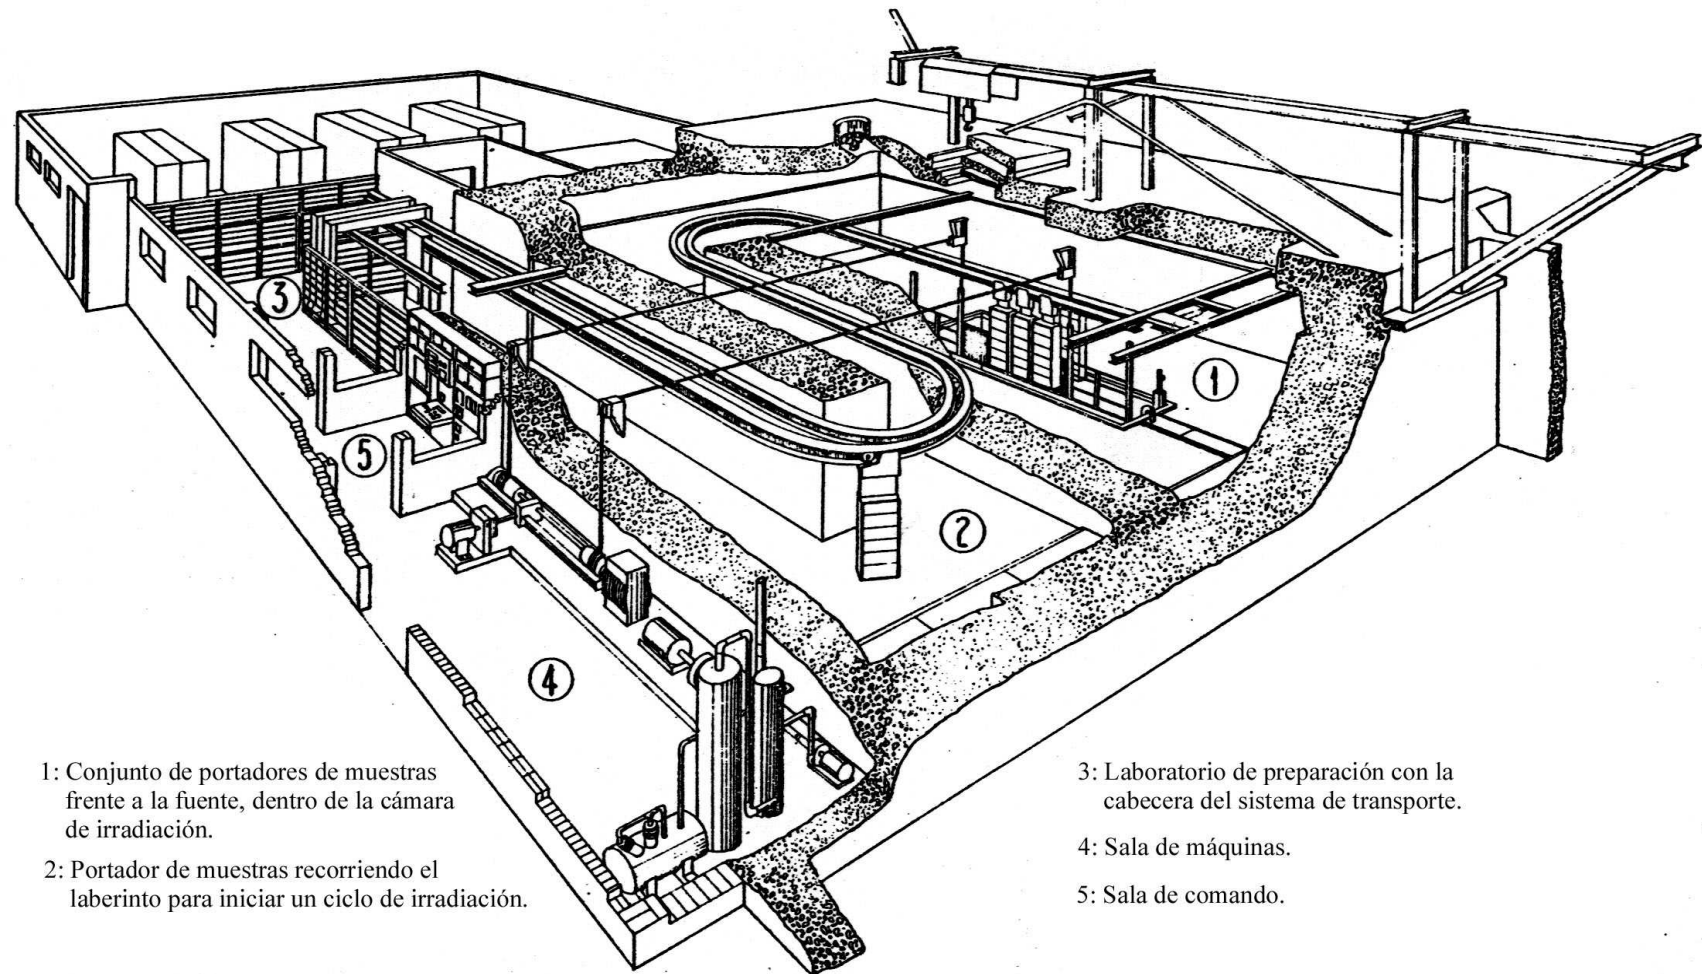 3
1
5
2
4
1: Conjunto de portadores de muestras
frente a la fuente, dentro de la cámara
de irradiación.
2: Portador de muestras recorriendo el
laberinto para iniciar un ciclo de irradiación.
3: Laboratorio de preparación con la
cabecera del sistema de transporte.
4: Sala de máquinas.
5: Sala de comando.